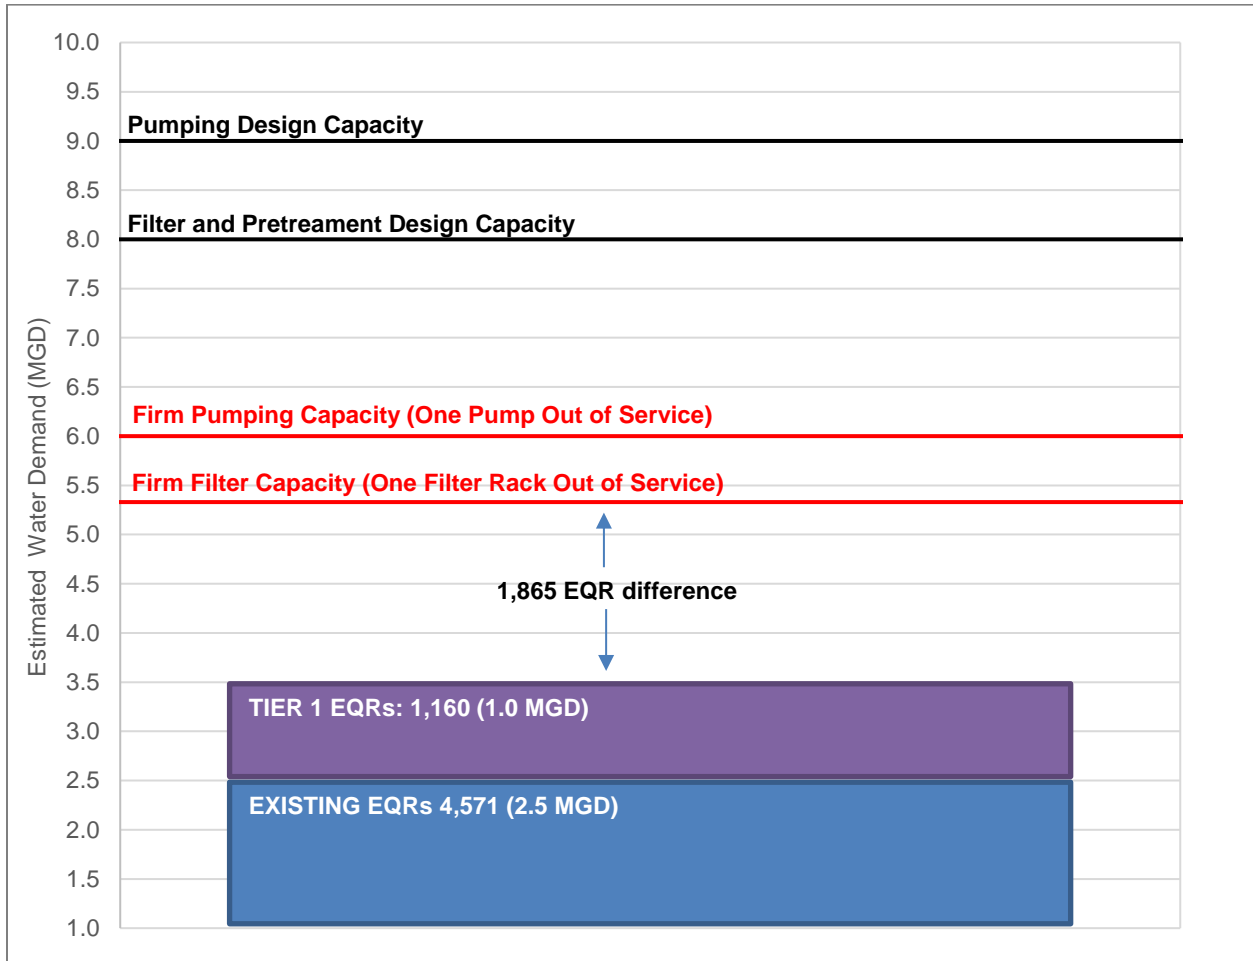 10.0
9.5
Pumping Design Capacity
9.0
8.5
Filter and Pretreament Design Capacity
8.0
7.5
7.0
6.5
Firm Pumping Capacity (One Pump Out of Service)
6.0
Firm Filter Capacity (One Filter Rack Out of Service)
5.5
5.0
4.5
1,865 EQR difference
4.0
3.5
TIER 1 EQRs: 1,160 (1.0 MGD)
3.0
2.5
EXISTING EQRs 4,571 (2.5 MGD)
2.0
1.5
1.0
Estimated Water Demand (MGD)